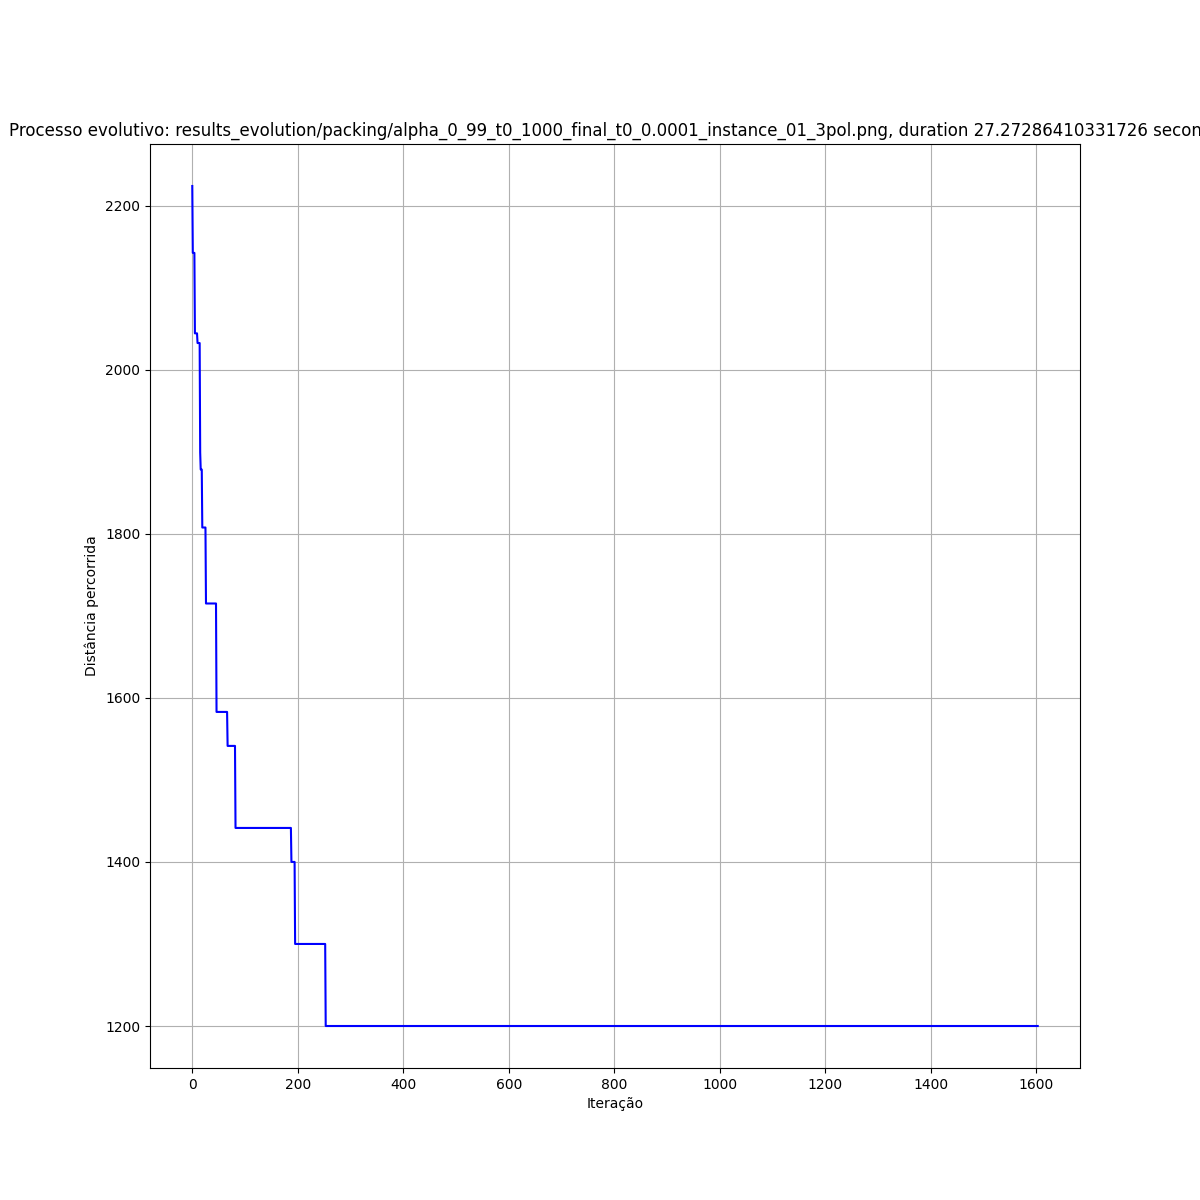 Processo evolutivo: results_evolution/packing/alpha_0_99_t0_1000_final_t0_0.0001_instance_01_3pol.png, duration 27.27286410331726 secon
2200
2000
1800
1600
1400
1200
Distância percorrida
0 200 400 600 800 1000 1200 1400 1600
Iteração